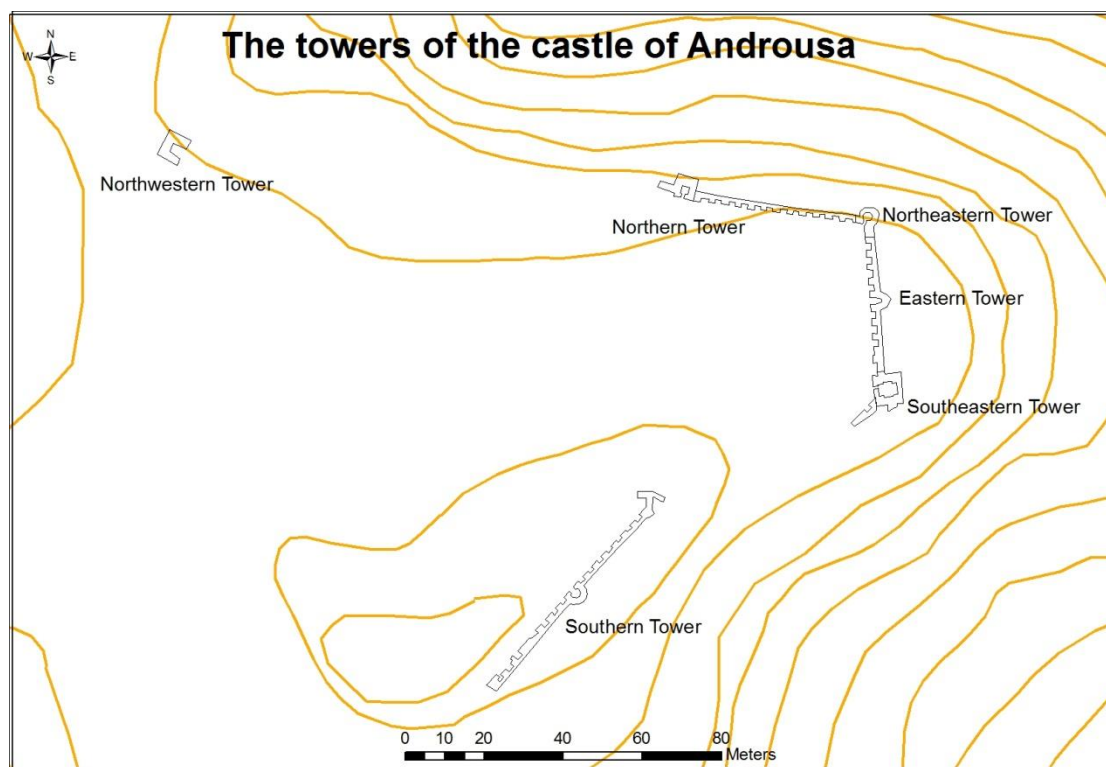 The towers of the castle of Androusa
N
W E
S
Northwestern Tower
Northern Tower
Northeastern Tower
Eastern Tower
Southeastern Tower
Southern Tower
0 10 20 40 60 80
Meters